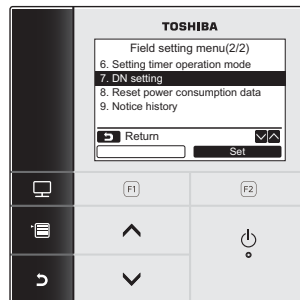 TOSHIBA
Field setting menu(2/2)
6. Setting timer operation mode
7. DN setting
8. Reset power consumption data
9. Notice history
Return
Set
F1
F2